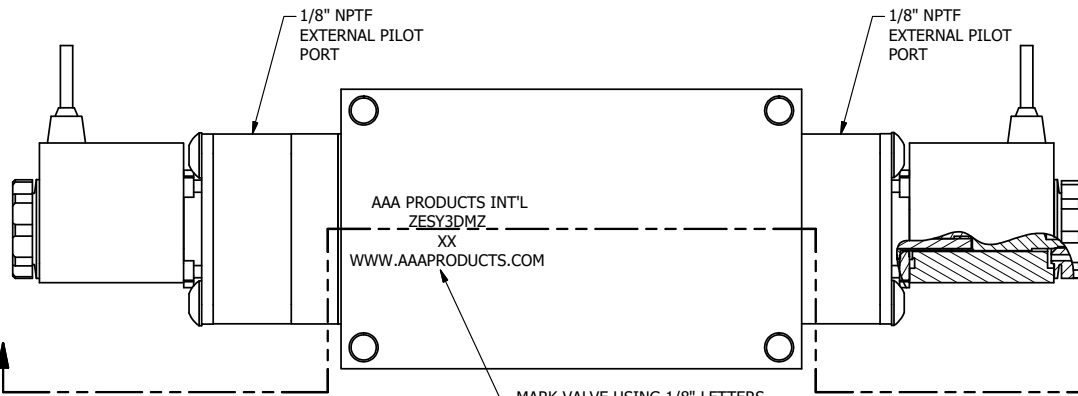 1/8" NPTF
EXTERNAL PILOT
PORT
1/8" NPTF
EXTERNAL PILOT
PORT
AAA PRODUCTS INT'L
ZESY3DMZ
XX
WWW.AAAPRODUCTS.COM
MARK VALVE USING 1/8" LETTERS